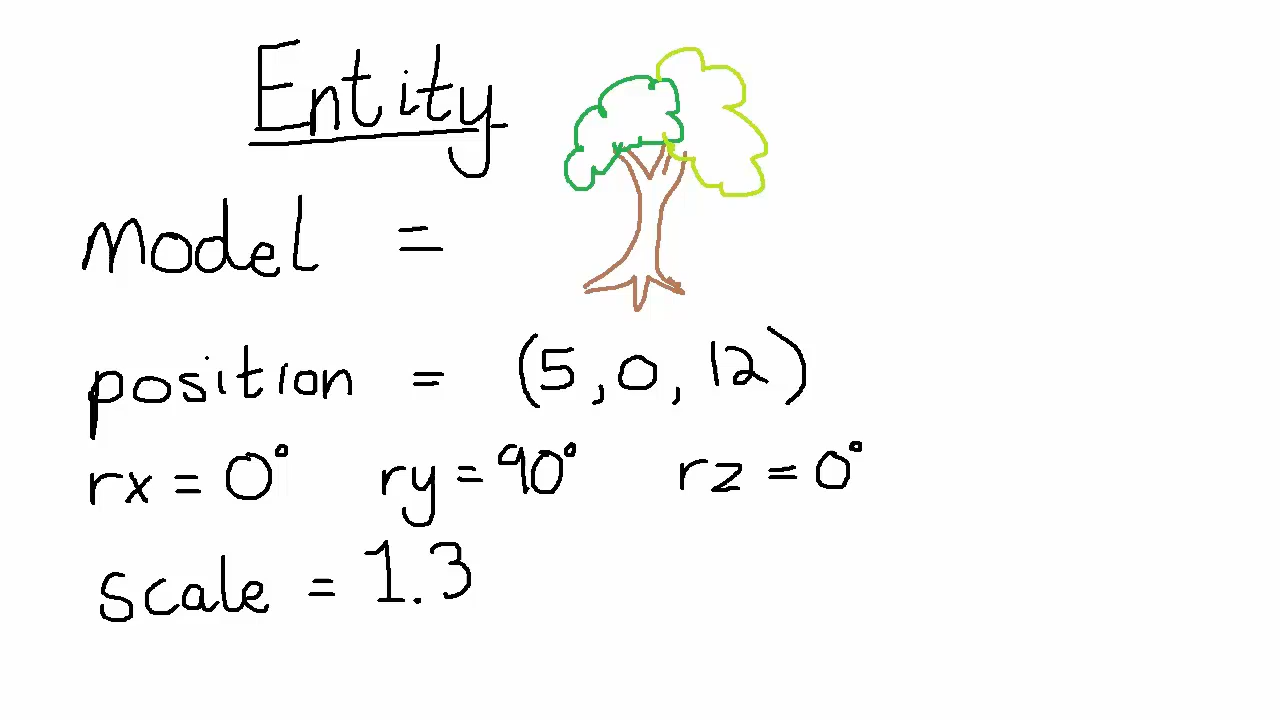 Entity
model =
position = (5, 0, 12)
rx = 0° ry = 90° rz = 0°
scale = 1.3